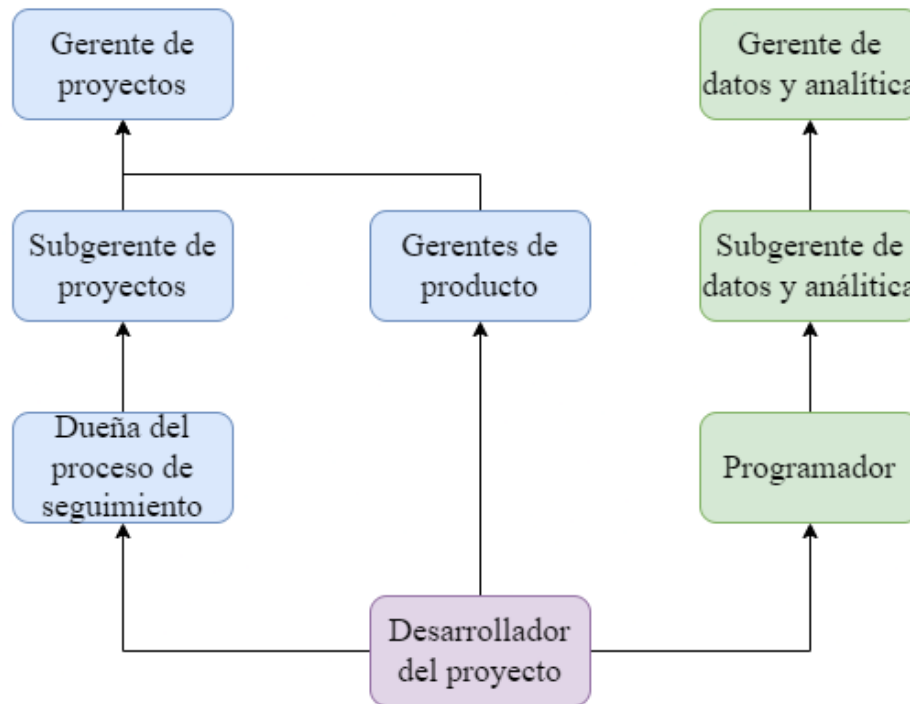 Gerente de
proyectos
Gerente de
datos y analítica
Subgerente de
proyectos
Gerentes de
producto
Subgerente de
datos y análitica
Dueña del
proceso de
seguimiento
Programador
Desarrollador
del proyecto